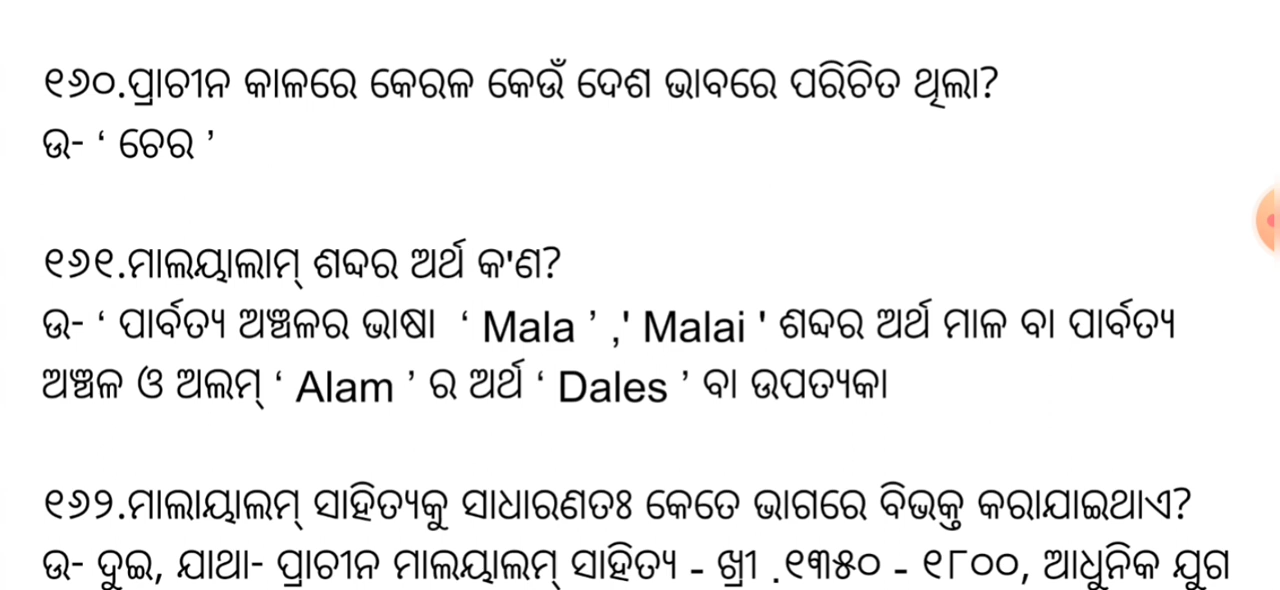 ୧୬୦.ପ୍ରାଚୀନ କାଳରେ କେରଳ କେଉଁ ଦେଶ ଭାବରେ ପରିଚିତ ଥିଲା?
ଉ- ‘ ଚେର ’
୧୬୧.ମାଲୟାଲାମ୍ ଶବ୍ଦର ଅର୍ଥ କ'ଣ?
ଉ- ‘ ପାର୍ବତ୍ୟ ଅଞ୍ଚଳର ଭାଷା ‘ Mala ’ ,' Malai ' ଶବ୍ଦର ଅର୍ଥ ମାଳ ବା ପାର୍ବତ୍ୟ
ଅଞ୍ଚଳ ଓ ଅଲମ୍ ‘ Alam ’ ର ଅର୍ଥ ‘ Dales ’ ବା ଉପତ୍ୟକା
୧୬୨.ମାଲାୟାଲମ୍ ସାହିତ୍ୟକୁ ସାଧାରଣତଃ କେତେ ଭାଗରେ ବିଭକ୍ତ କରାଯାଇଥାଏ?
ଉ- ଦୁଇ, ଯାଥା- ପ୍ରାଚୀନ ମାଲୟାଲମ୍ ସାହିତ୍ୟ - ଖ୍ରୀ .୧୩୫୦ - ୧୮୦୦, ଆଧୁନିକ ଯୁଗ